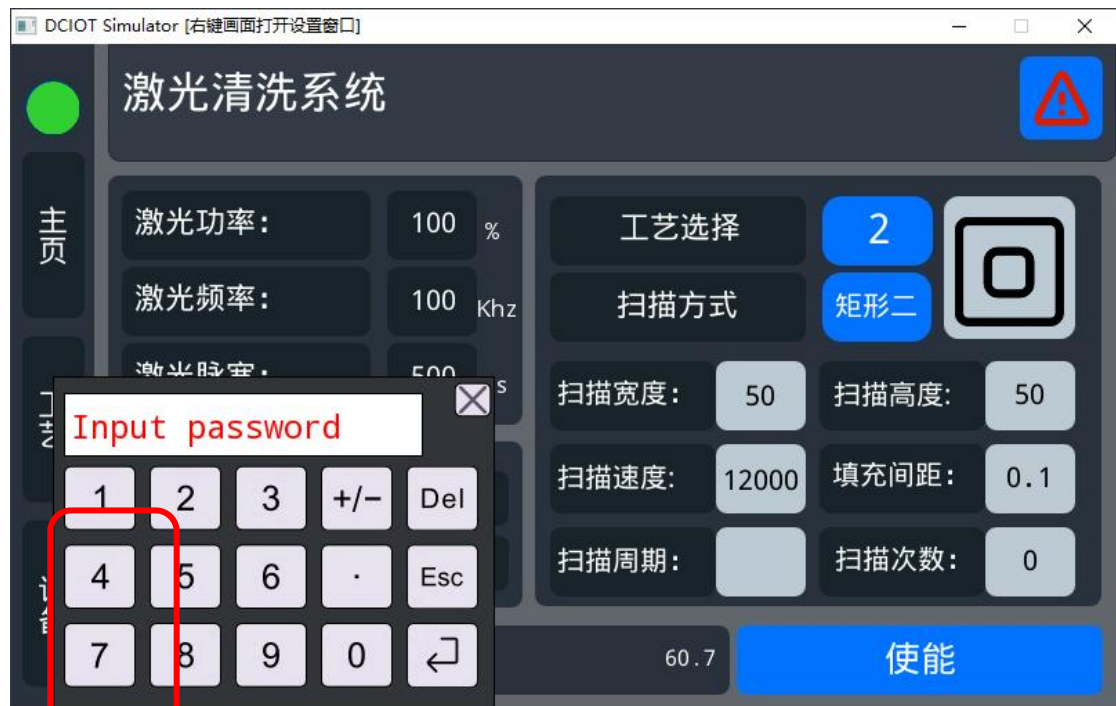 DCIOT Simulator [右键画面打开设置窗口]
激光清洗系统
主页
激光功率: 100 %
激光频率: 100 Khz
工艺选择 2
扫描方式 矩形二
扫描宽度: 50 扫描高度: 50
扫描速度: 12000 填充间距: 0.1
扫描周期: 扫描次数: 0
Input password
1 2 3 +/- Del
4 5 6 . Esc
7 8 9 0
60.7 使能